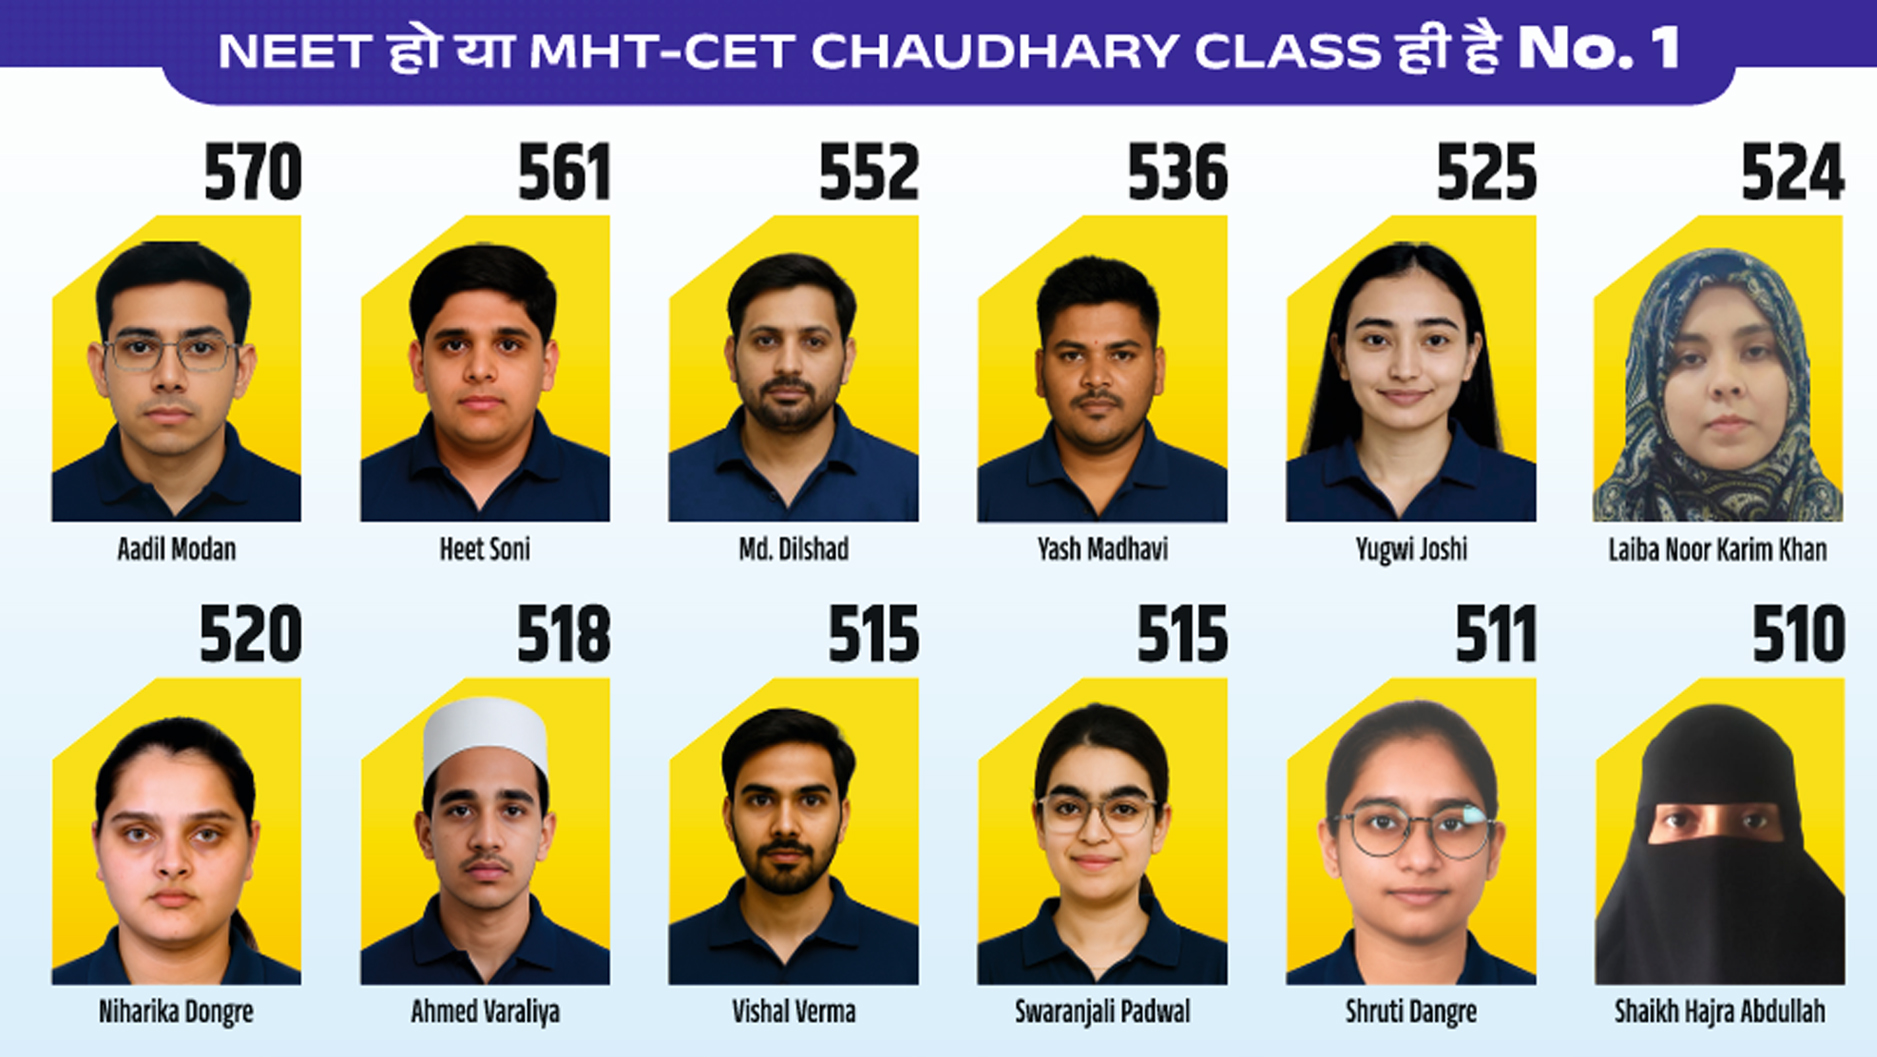 NEET हो या MHT-CET CHAUDHARY CLASS ही है No. 1
570 561 552 536 525 524
Aadil Modan Heet Soni Md. Dilshad Yash Madhavi Yugwi Joshi Laiba Noor Karim Khan
520 518 515 515 511 510
Niharika Dongre Ahmed Varaliya Vishal Verma Swaranjali Padwal Shruti Dangre Shaikh Hajra Abdullah